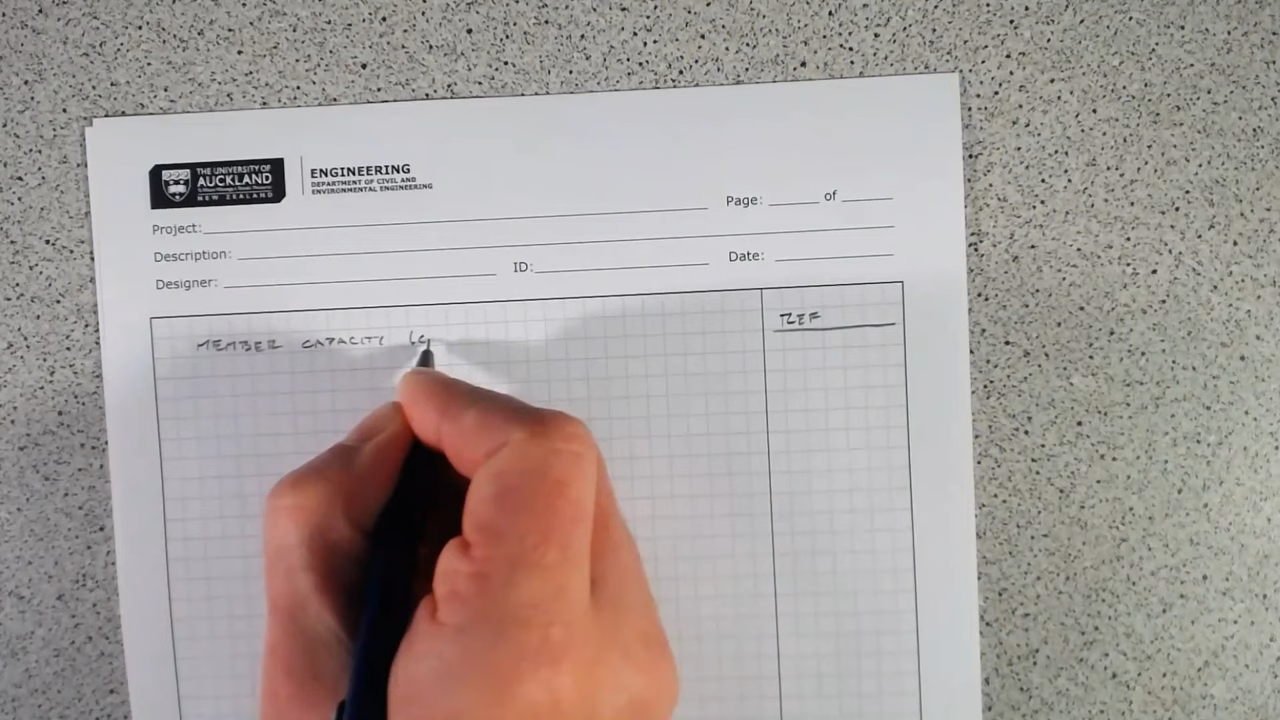 THE UNIVERSITY OF
AUCKLAND
NEW ZEALAND
ENGINEERING
DEPARTMENT OF CIVIL AND
ENVIRONMENTAL ENGINEERING
Page: of
Project:
Description:
Designer: ID: Date:
REF
MEMBER CAPACITY (C